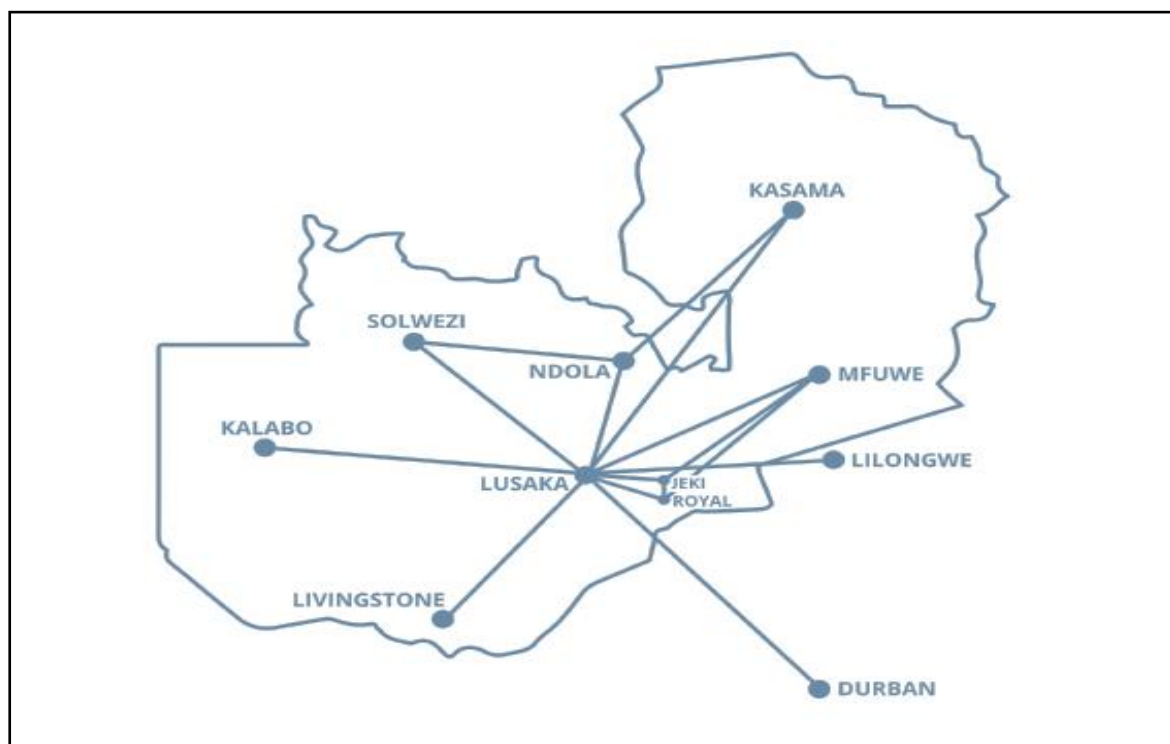 KASAMA
SOLWEZI
NDOLA
MFUWE
KALABO
LILONGWE
LUSAKA
JEKI
ROYAL
LIVINGSTONE
DURBAN